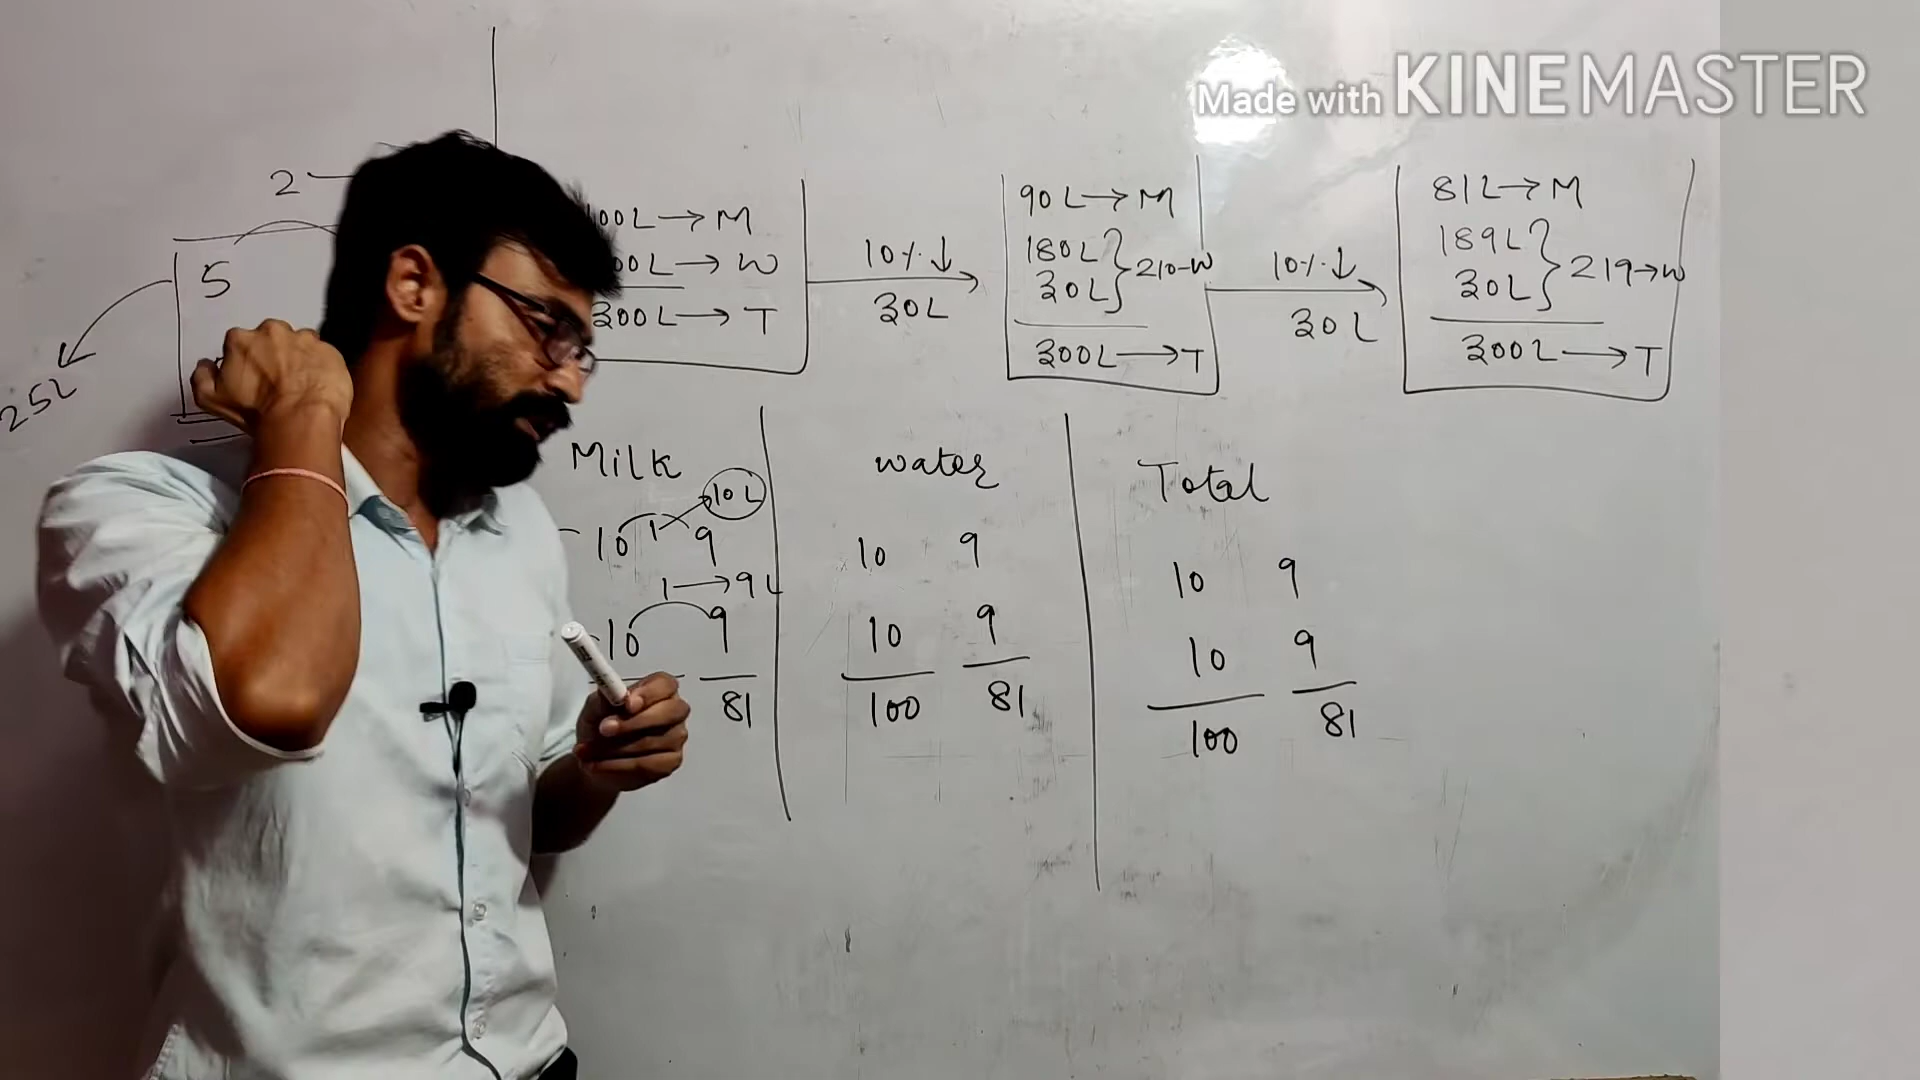 Made with KINEMASTER
2
5
25L
00L → M
00L → W
300L → T
10% ↓
30L
90L → M
180L
30L } 210-W
300L → T
10% ↓
30L
81L → M
189L
30L } 219 → W
300L → T
Milk
10L
10 1 9
1 → 9L
10 9
81
water
10 9
10 9
100 81
Total
10 9
10 9
100 81